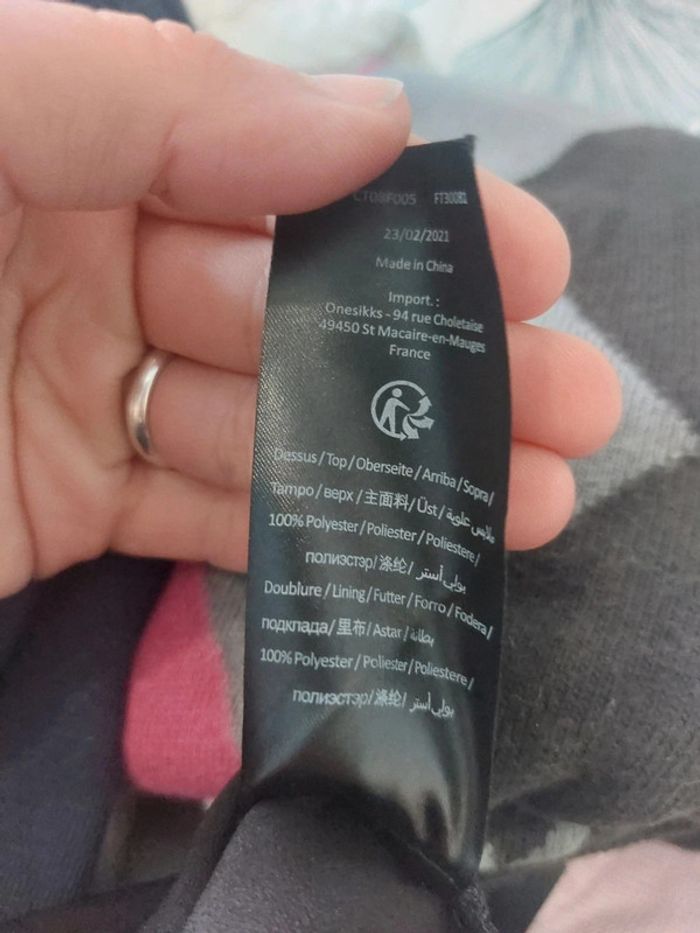 CT08F005 FT30081
23/02/2021
Made in China
Import. :
Onesikks - 94 rue Choletaise
49450 St Macaire-en-Mauges
France
Dessus / Top / Oberseite / Arriba / Sopra /
Tampo / верх / 主面料 / Üst / ملابس علوية
100% Polyester / Poliester / Poliestere /
полиэстэр / 涤纶 / بولي أستر
Doublure / Lining / Futter / Forro / Fodera /
подклада / 里布 / Astar / بطانة
100% Polyester / Poliester / Poliestere /
полиэстэр / 涤纶 / بولي أستر